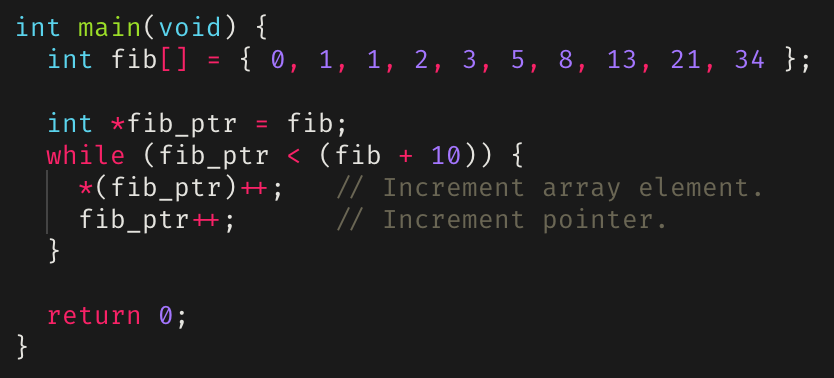 int main(void) {
  int fib[] = { 0, 1, 1, 2, 3, 5, 8, 13, 21, 34 };

  int *fib_ptr = fib;
  while (fib_ptr < (fib + 10)) {
    *(fib_ptr)++;   // Increment array element.
    fib_ptr++;      // Increment pointer.
  }

  return 0;
}